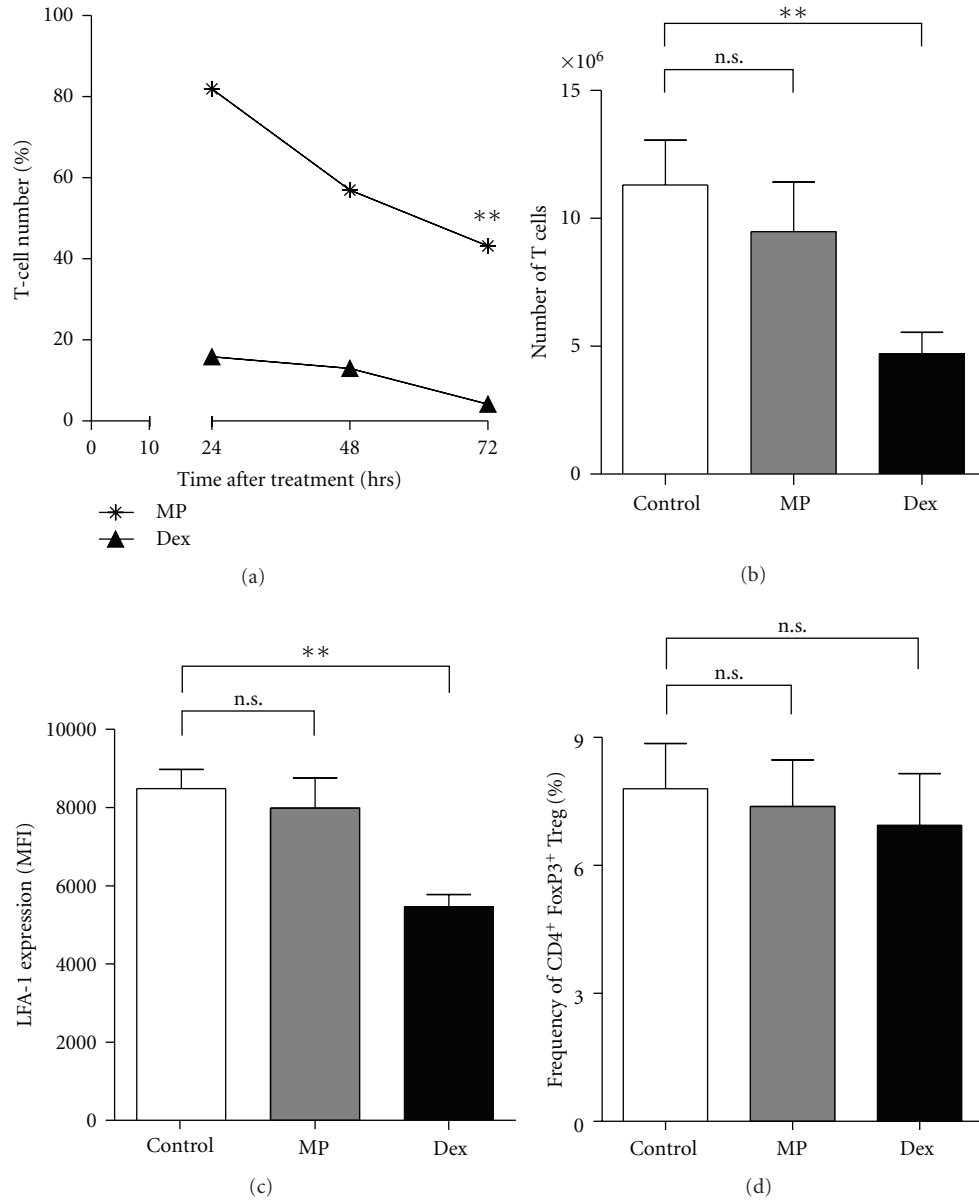 100
80
60
40
20
0
T-cell number (%)
**
0 10 24 48 72
Time after treatment (hrs)
MP
Dex
(a)
**
n.s.
×10⁶
15
10
5
0
Number of T cells
Control MP Dex
(b)
**
n.s.
10000
8000
6000
4000
2000
0
LFA-1 expression (MFI)
Control MP Dex
(c)
n.s.
n.s.
9
6
3
0
Frequency of CD4⁺ FoxP3⁺ Treg (%)
Control MP Dex
(d)